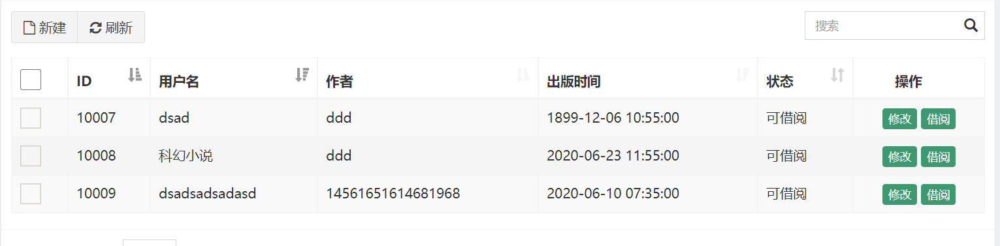 新建 刷新 搜索
ID 用户名 作者 出版时间 状态 操作
10007 dsad ddd 1899-12-06 10:55:00 可借阅 修改 借阅
10008 科幻小说 ddd 2020-06-23 11:55:00 可借阅 修改 借阅
10009 dsadsadsadasd 14561651614681968 2020-06-10 07:35:00 可借阅 修改 借阅